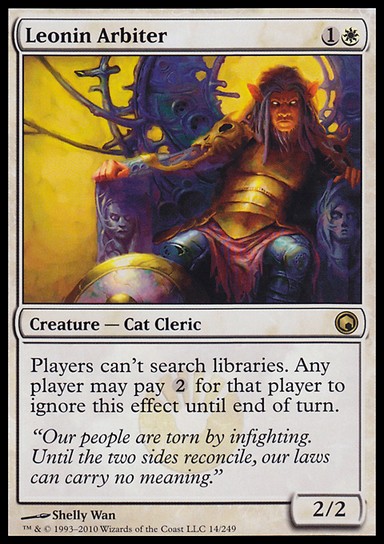 Leonin Arbiter 1
Creature — Cat Cleric
Players can't search libraries. Any
player may pay 2 for that player to
ignore this effect until end of turn.
"Our people are torn by infighting.
Until the two sides reconcile, our laws
can carry no meaning."
2/2
Shelly Wan
™ & © 1993–2010 Wizards of the Coast LLC 14/249